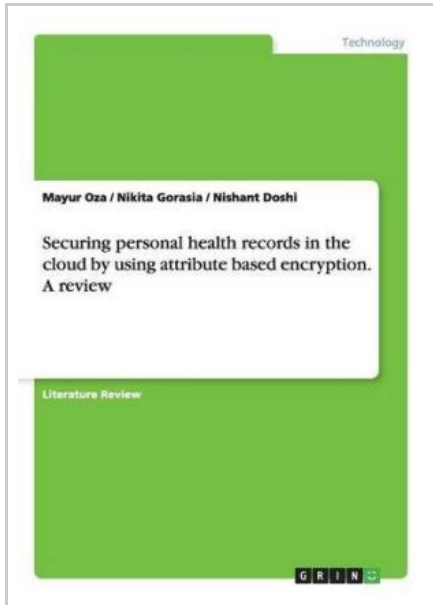 Technology
Mayur Oza / Nikita Gorasia / Nishant Doshi
Securing personal health records in the
cloud by using attribute based encryption.
A review
Literature Review
GRIN